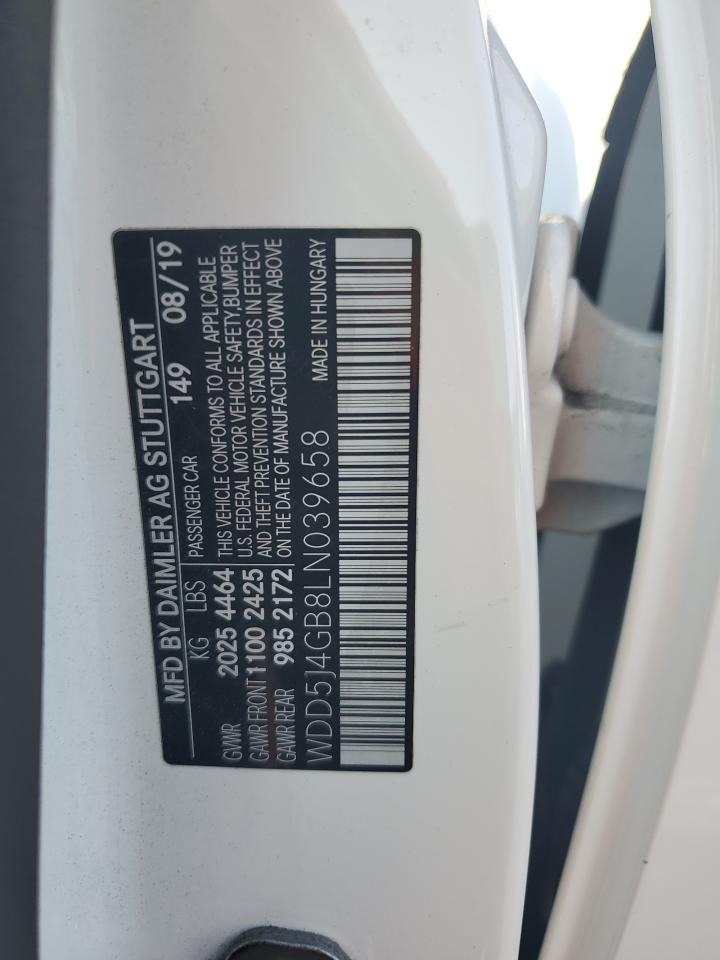 MFD BY DAIMLER AG STUTTGART
149 08/19
KG LBS PASSENGER CAR
GVWR 2025 4464 THIS VEHICLE CONFORMS TO ALL APPLICABLE
GAWR FRONT 1100 2425 U.S. FEDERAL MOTOR VEHICLE SAFETY,BUMPER
AND THEFT PREVENTION STANDARDS IN EFFECT
GAWR REAR 985 2172 ON THE DATE OF MANUFACTURE SHOWN ABOVE
WDD5J4GB8LN039658 MADE IN HUNGARY